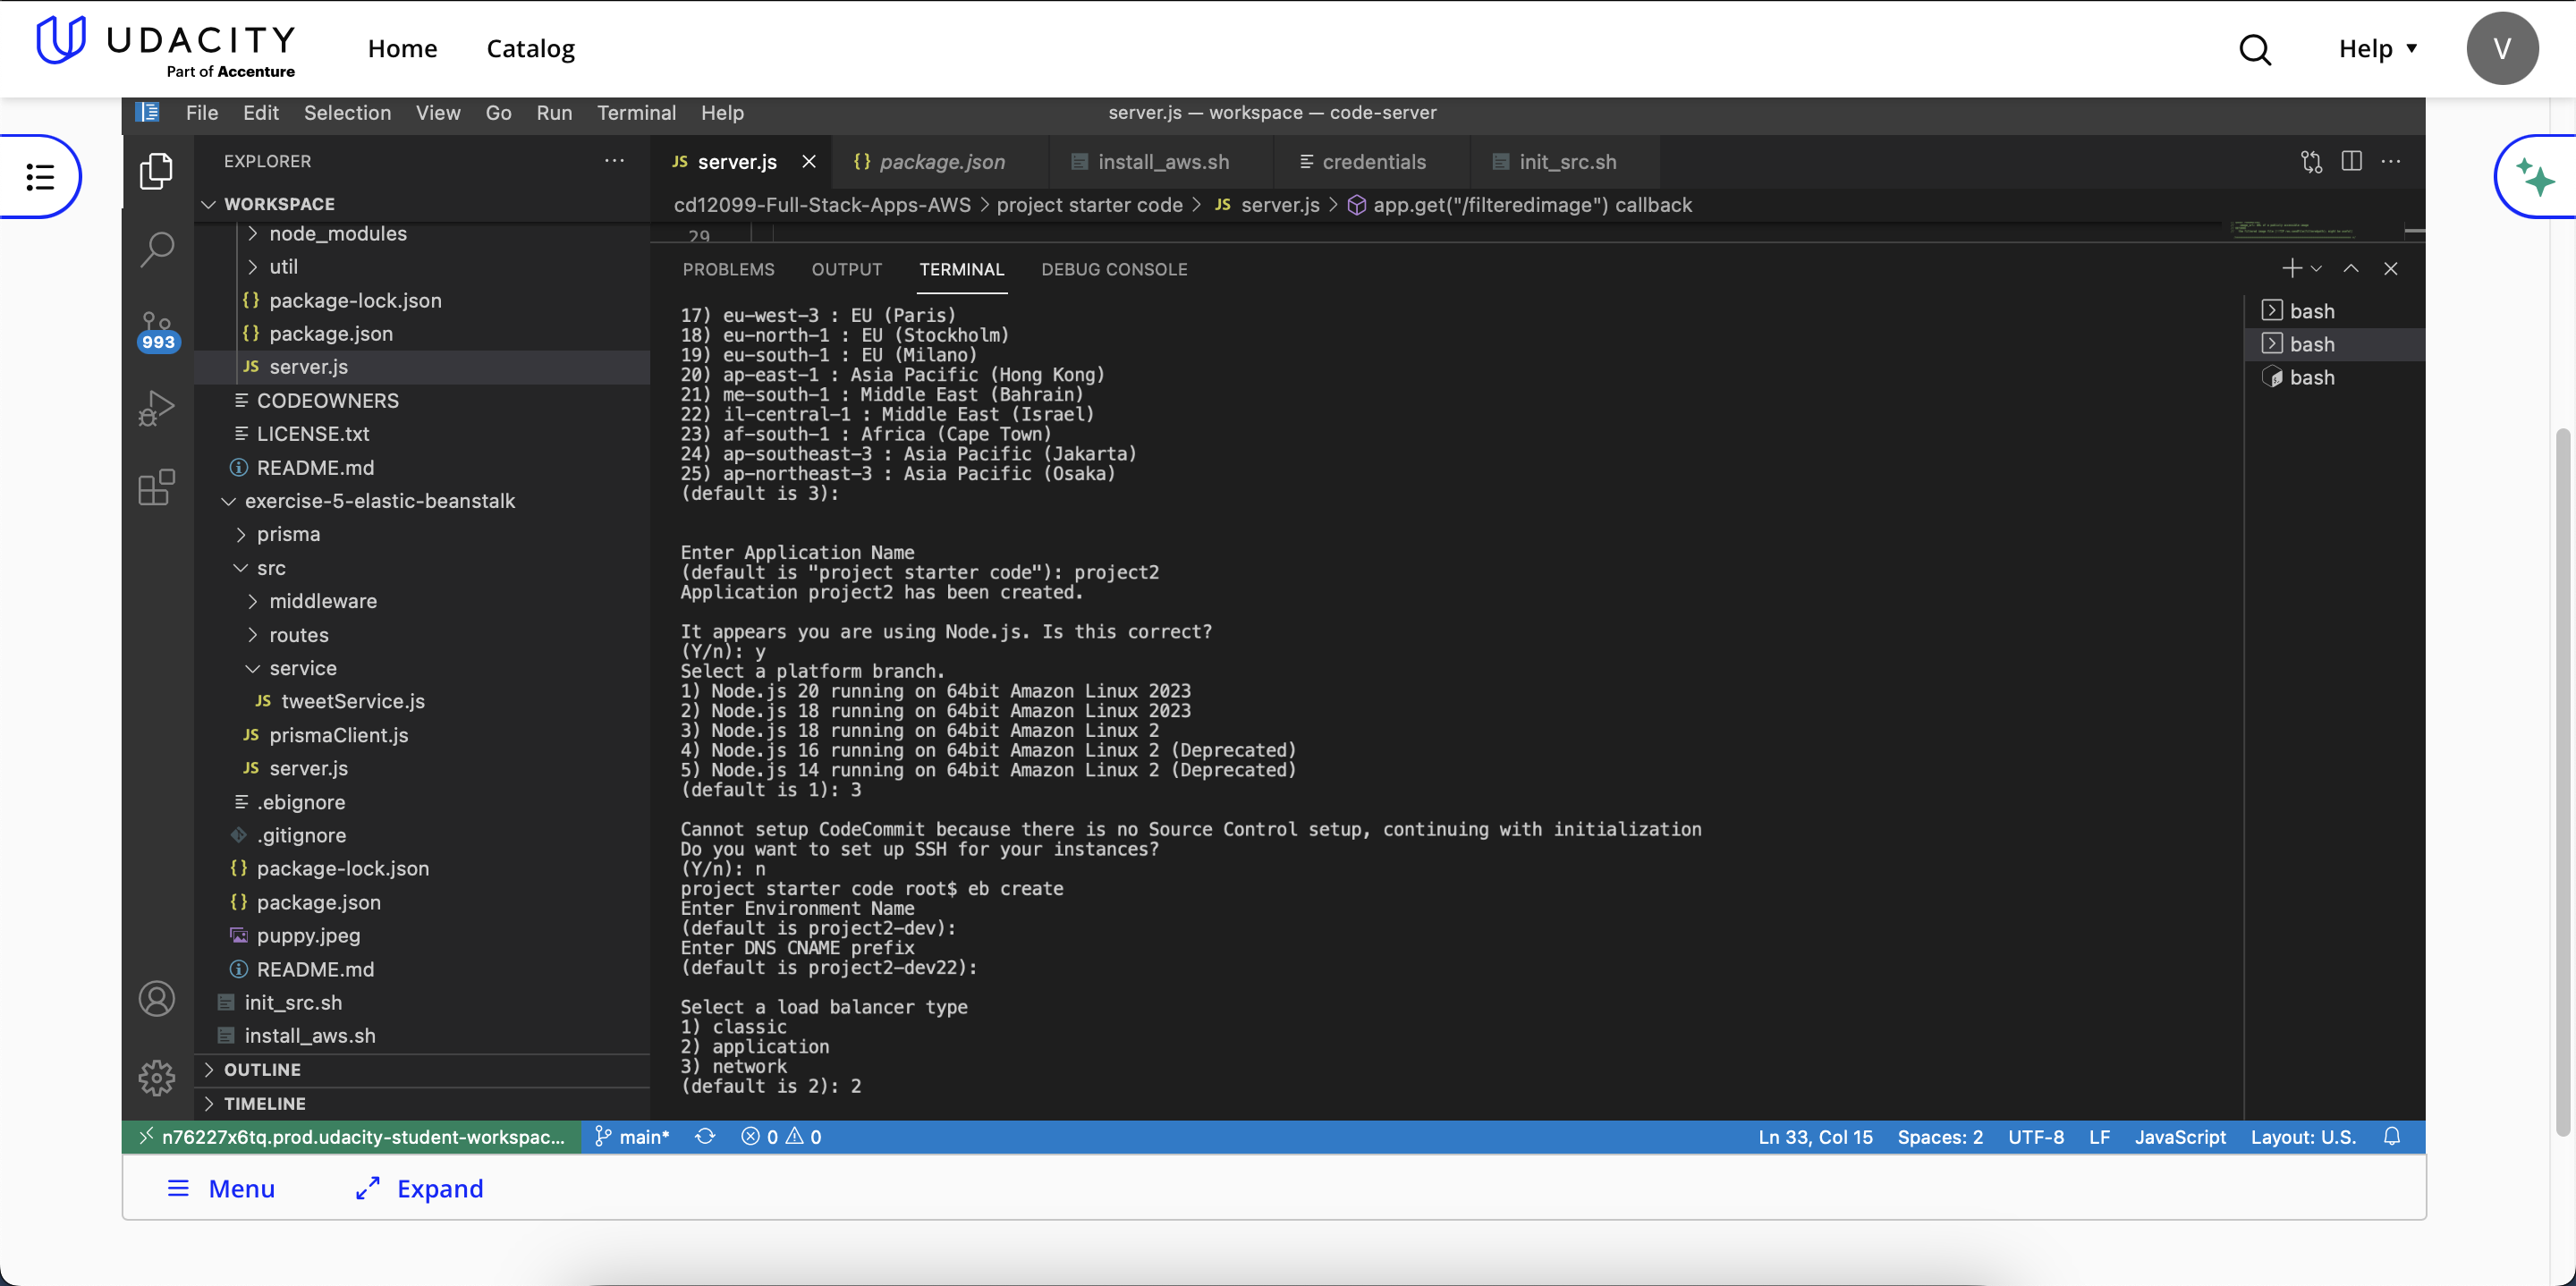 UDACITY
Part of Accenture
Home
Catalog
Help
V
File
Edit
Selection
View
Go
Run
Terminal
Help
server.js — workspace — code-server
EXPLORER
WORKSPACE
node_modules
util
package-lock.json
package.json
server.js
CODEOWNERS
LICENSE.txt
README.md
exercise-5-elastic-beanstalk
prisma
src
middleware
routes
service
tweetService.js
prismaClient.js
server.js
.ebignore
.gitignore
package-lock.json
package.json
puppy.jpeg
README.md
init_src.sh
install_aws.sh
OUTLINE
TIMELINE
993
JS server.js
{} package.json
install_aws.sh
credentials
init_src.sh
cd12099-Full-Stack-Apps-AWS > project starter code > JS server.js > app.get("/filteredimage") callback
29
PROBLEMS
OUTPUT
TERMINAL
DEBUG CONSOLE
17) eu-west-3 : EU (Paris)
18) eu-north-1 : EU (Stockholm)
19) eu-south-1 : EU (Milano)
20) ap-east-1 : Asia Pacific (Hong Kong)
21) me-south-1 : Middle East (Bahrain)
22) il-central-1 : Middle East (Israel)
23) af-south-1 : Africa (Cape Town)
24) ap-southeast-3 : Asia Pacific (Jakarta)
25) ap-northeast-3 : Asia Pacific (Osaka)
(default is 3):
Enter Application Name
(default is "project starter code"): project2
Application project2 has been created.
It appears you are using Node.js. Is this correct?
(Y/n): y
Select a platform branch.
1) Node.js 20 running on 64bit Amazon Linux 2023
2) Node.js 18 running on 64bit Amazon Linux 2023
3) Node.js 18 running on 64bit Amazon Linux 2
4) Node.js 16 running on 64bit Amazon Linux 2 (Deprecated)
5) Node.js 14 running on 64bit Amazon Linux 2 (Deprecated)
(default is 1): 3
Cannot setup CodeCommit because there is no Source Control setup, continuing with initialization
Do you want to set up SSH for your instances?
(Y/n): n
project starter code root$ eb create
Enter Environment Name
(default is project2-dev):
Enter DNS CNAME prefix
(default is project2-dev22):
Select a load balancer type
1) classic
2) application
3) network
(default is 2): 2
bash
bash
bash
n76227x6tq.prod.udacity-student-workspac...
main*
0
0
Ln 33, Col 15
Spaces: 2
UTF-8
LF
JavaScript
Layout: U.S.
Menu
Expand